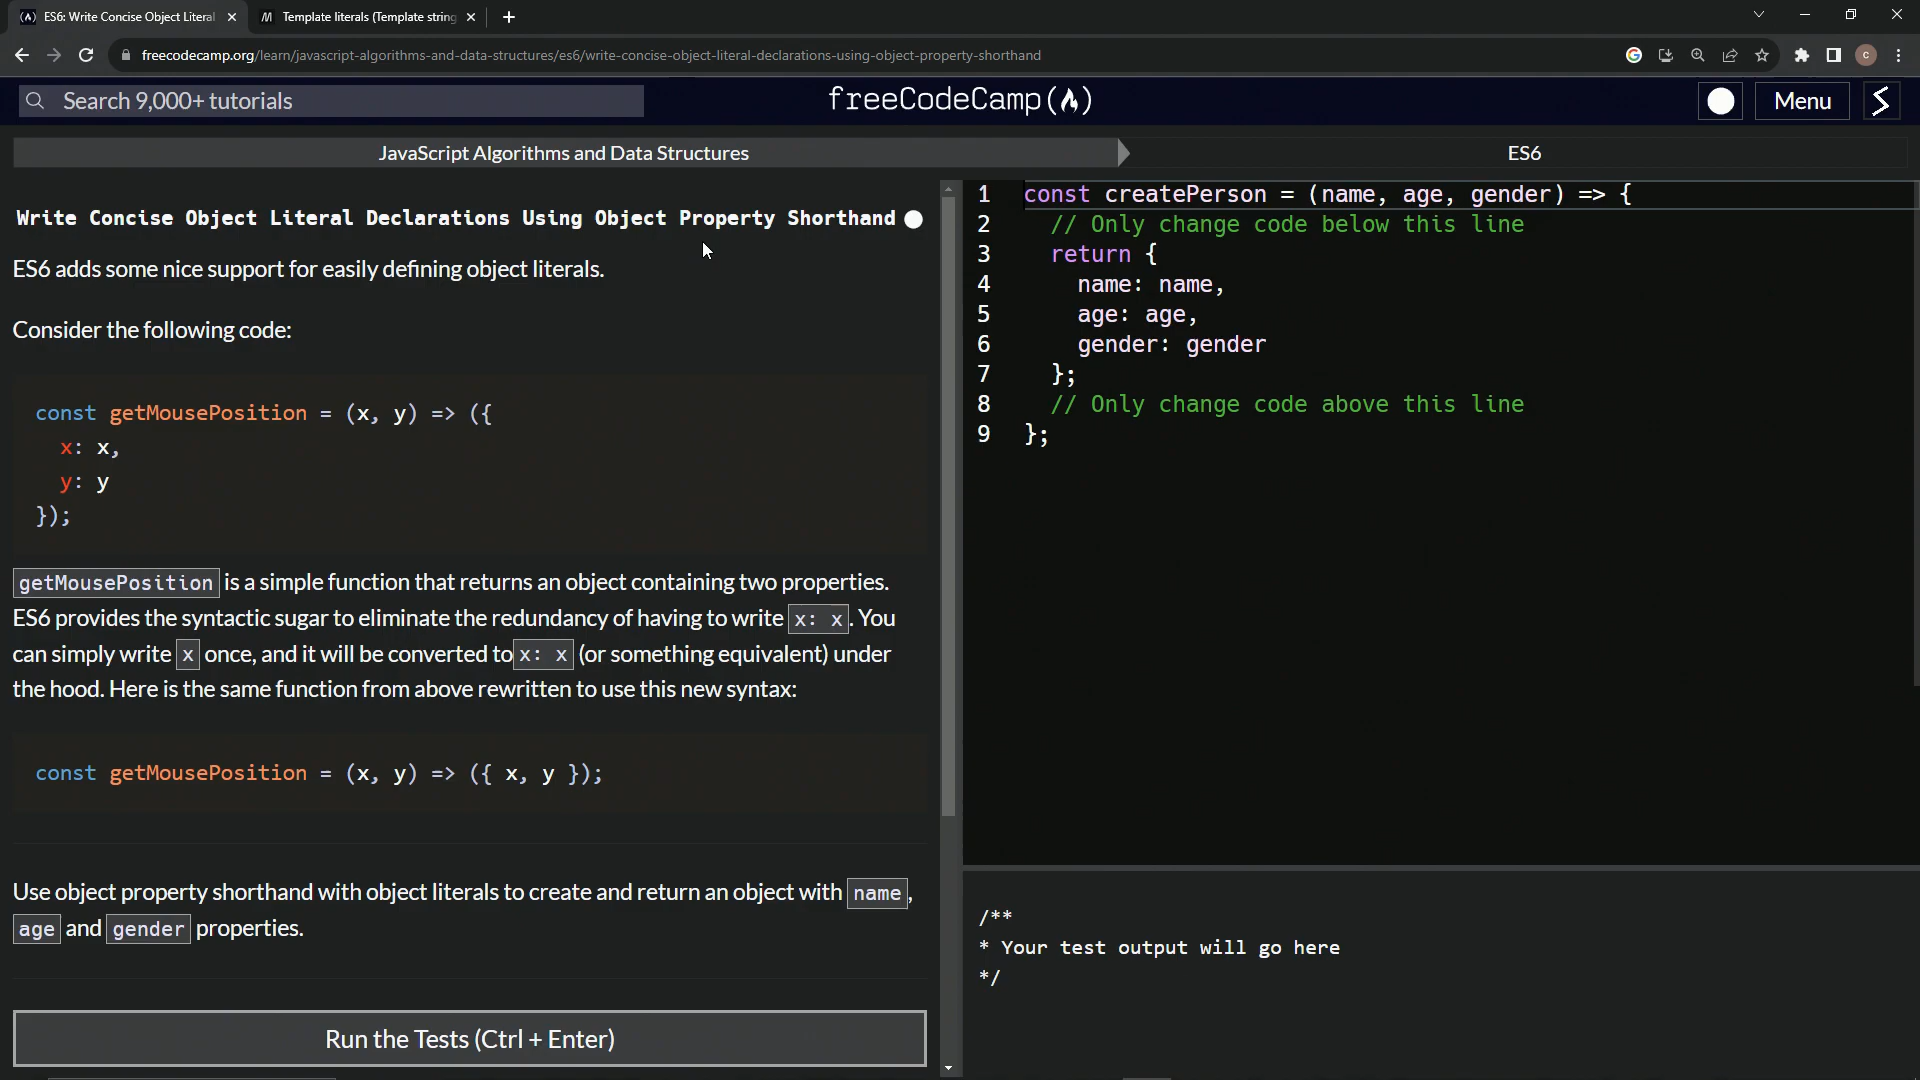 ES6: Write Concise Object Literal
Template literals (Template string
freecodecamp.org/learn/javascript-algorithms-and-data-structures/es6/write-concise-object-literal-declarations-using-object-property-shorthand
c
Search 9,000+ tutorials
freeCodeCamp
Menu
JavaScript Algorithms and Data Structures
ES6
Write Concise Object Literal Declarations Using Object Property Shorthand
ES6 adds some nice support for easily defining object literals.
Consider the following code:
const getMousePosition = (x, y) => ({
x: x,
y: y
});
getMousePosition is a simple function that returns an object containing two properties.
ES6 provides the syntactic sugar to eliminate the redundancy of having to write x: x. You
can simply write x once, and it will be converted to x: x (or something equivalent) under
the hood. Here is the same function from above rewritten to use this new syntax:
const getMousePosition = (x, y) => ({ x, y });
Use object property shorthand with object literals to create and return an object with name,
age and gender properties.
Run the Tests (Ctrl + Enter)
1 const createPerson = (name, age, gender) => {
2 // Only change code below this line
3 return {
4 name: name,
5 age: age,
6 gender: gender
7 };
8 // Only change code above this line
9 };
/**
* Your test output will go here
*/